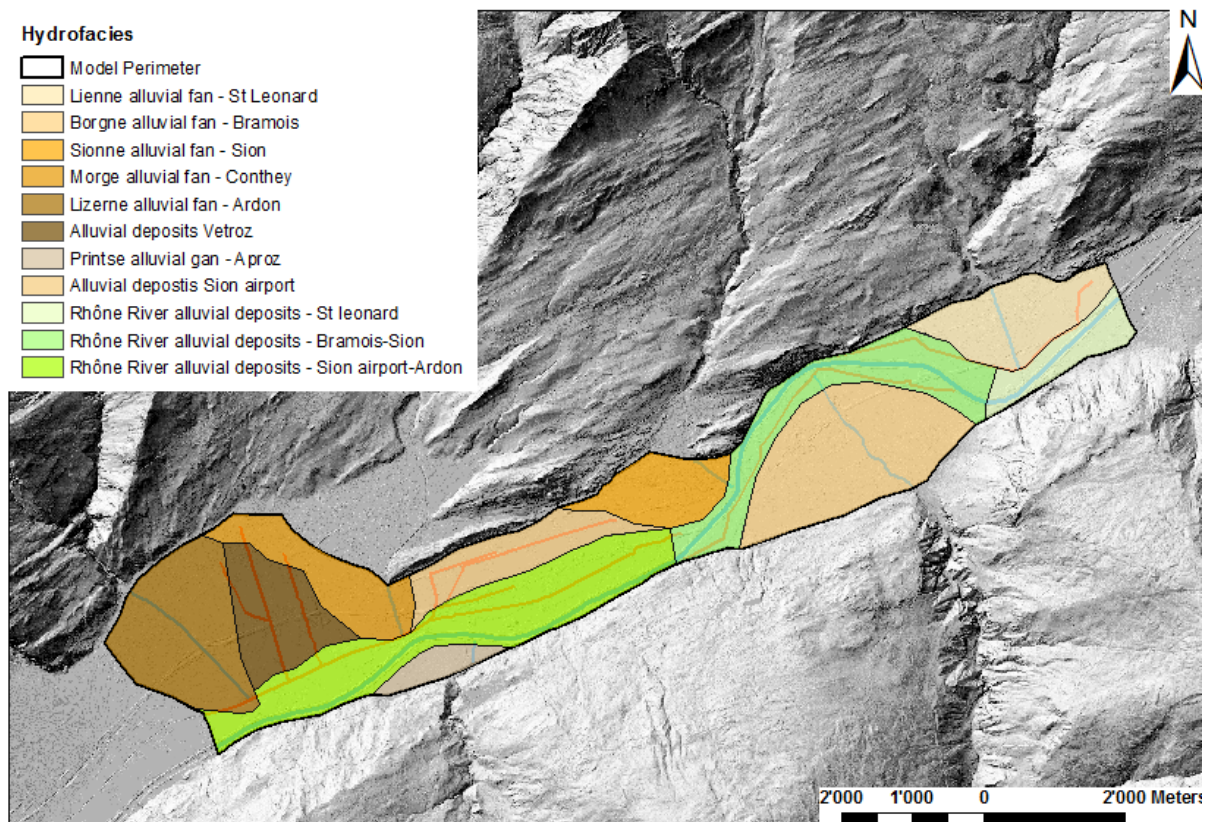 Hydrofacies
Model Perimeter
Lienne alluvial fan - St Leonard
Borgne alluvial fan - Bramois
Sionne alluvial fan - Sion
Morge alluvial fan - Conthey
Lizerne alluvial fan - Ardon
Alluvial deposits Vetroz
Printse alluvial gan - Aproz
Alluvial depostis Sion airport
Rhône River alluvial deposits - St leonard
Rhône River alluvial deposits - Bramois-Sion
Rhône River alluvial deposits - Sion airport-Ardon
N
2'000 1'000 0 2'000 Meters